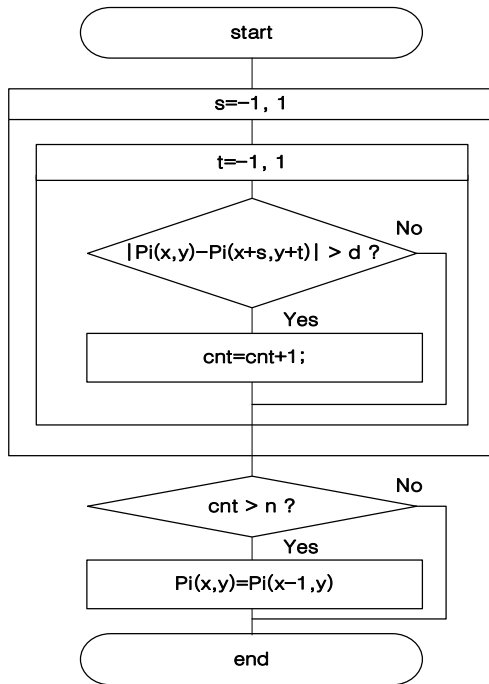 start
s=-1, 1
t=-1, 1
No
|Pi(x,y)-Pi(x+s,y+t)| > d ?
Yes
cnt=cnt+1;
No
cnt > n ?
Yes
Pi(x,y)=Pi(x-1,y)
end